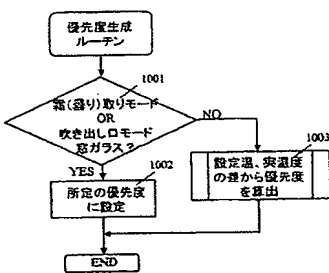 優先度生成
ルーチン
1001
霜(曇り)取りモード
OR
吹き出し口モード
窓ガラス?
NO
YES
1002
所定の優先度
に設定
1003
設定温、実温度
の差から優先度
を算出
END